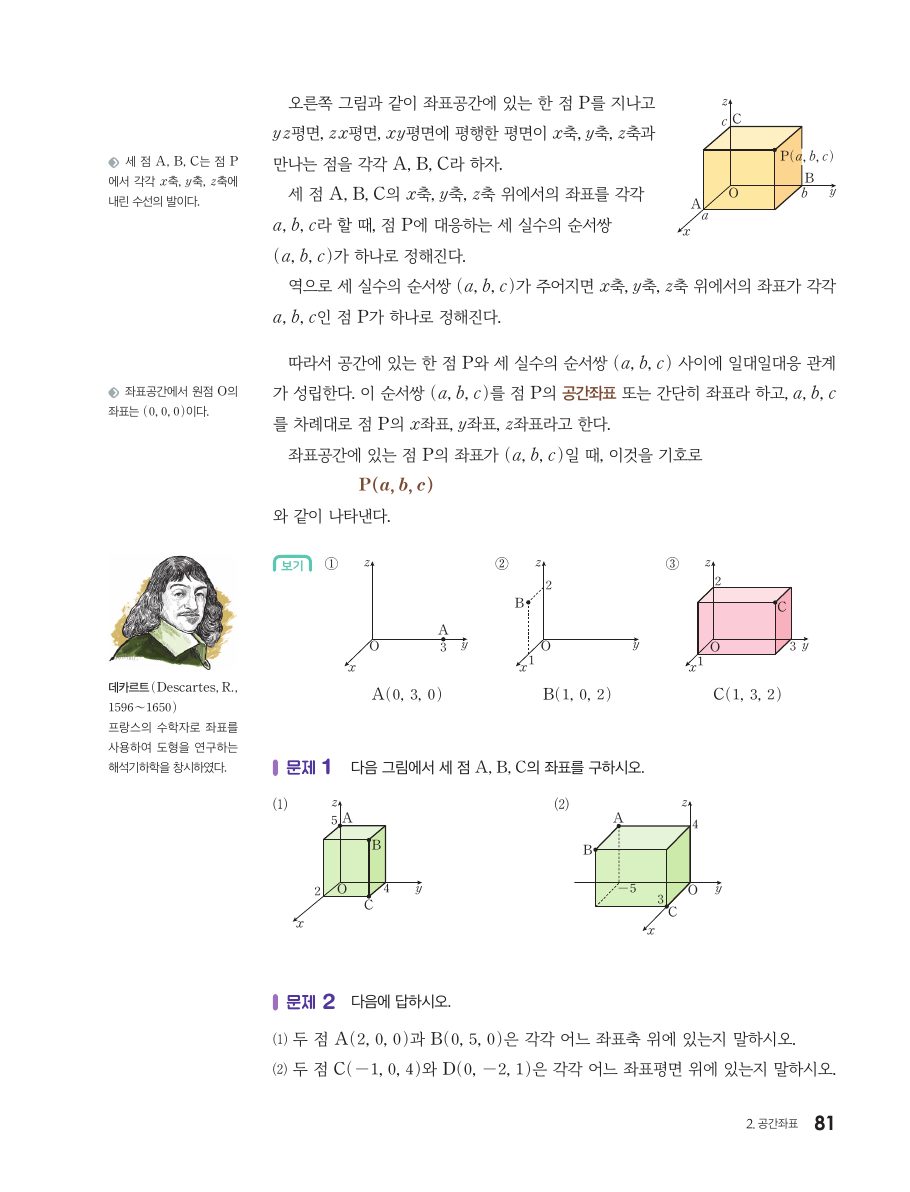 오른쪽 그림과 같이 좌표공간에 있는 한 점 P를 지나고
yz평면, zx평면, xy평면에 평행한 평면이 x축, y축, z축과
만나는 점을 각각 A, B, C라 하자.
세 점 A, B, C의 x축, y축, z축 위에서의 좌표를 각각
a, b, c라 할 때, 점 P에 대응하는 세 실수의 순서쌍
(a, b, c)가 하나로 정해진다.
역으로 세 실수의 순서쌍 (a, b, c)가 주어지면 x축, y축, z축 위에서의 좌표가 각각
a, b, c인 점 P가 하나로 정해진다.
세 점 A, B, C는 점 P
에서 각각 x축, y축, z축에
내린 수선의 발이다.
z
c C
P(a, b, c)
B
O
b y
A
a
x
따라서 공간에 있는 한 점 P와 세 실수의 순서쌍 (a, b, c) 사이에 일대일대응 관계
가 성립한다. 이 순서쌍 (a, b, c)를 점 P의 공간좌표 또는 간단히 좌표라 하고, a, b, c
를 차례대로 점 P의 x좌표, y좌표, z좌표라고 한다.
좌표공간에 있는 점 P의 좌표가 (a, b, c)일 때, 이것을 기호로
P(a, b, c)
와 같이 나타낸다.
좌표공간에서 원점 O의
좌표는 (0, 0, 0)이다.
보기
①
z
A
O 3 y
x
A(0, 3, 0)
②
z
2
B
O y
1
x
B(1, 0, 2)
③
z
2
C
O 3 y
1
x
C(1, 3, 2)
데카르트(Descartes, R.,
1596～1650)
프랑스의 수학자로 좌표를
사용하여 도형을 연구하는
해석기하학을 창시하였다.
문제 1 다음 그림에서 세 점 A, B, C의 좌표를 구하시오.
(1)
z
5 A
B
2 O 4 y
C
x
(2)
z
A
4
B
-5 O y
3
C
x
문제 2 다음에 답하시오.
(1) 두 점 A(2, 0, 0)과 B(0, 5, 0)은 각각 어느 좌표축 위에 있는지 말하시오.
(2) 두 점 C(-1, 0, 4)와 D(0, -2, 1)은 각각 어느 좌표평면 위에 있는지 말하시오.
2. 공간좌표 81